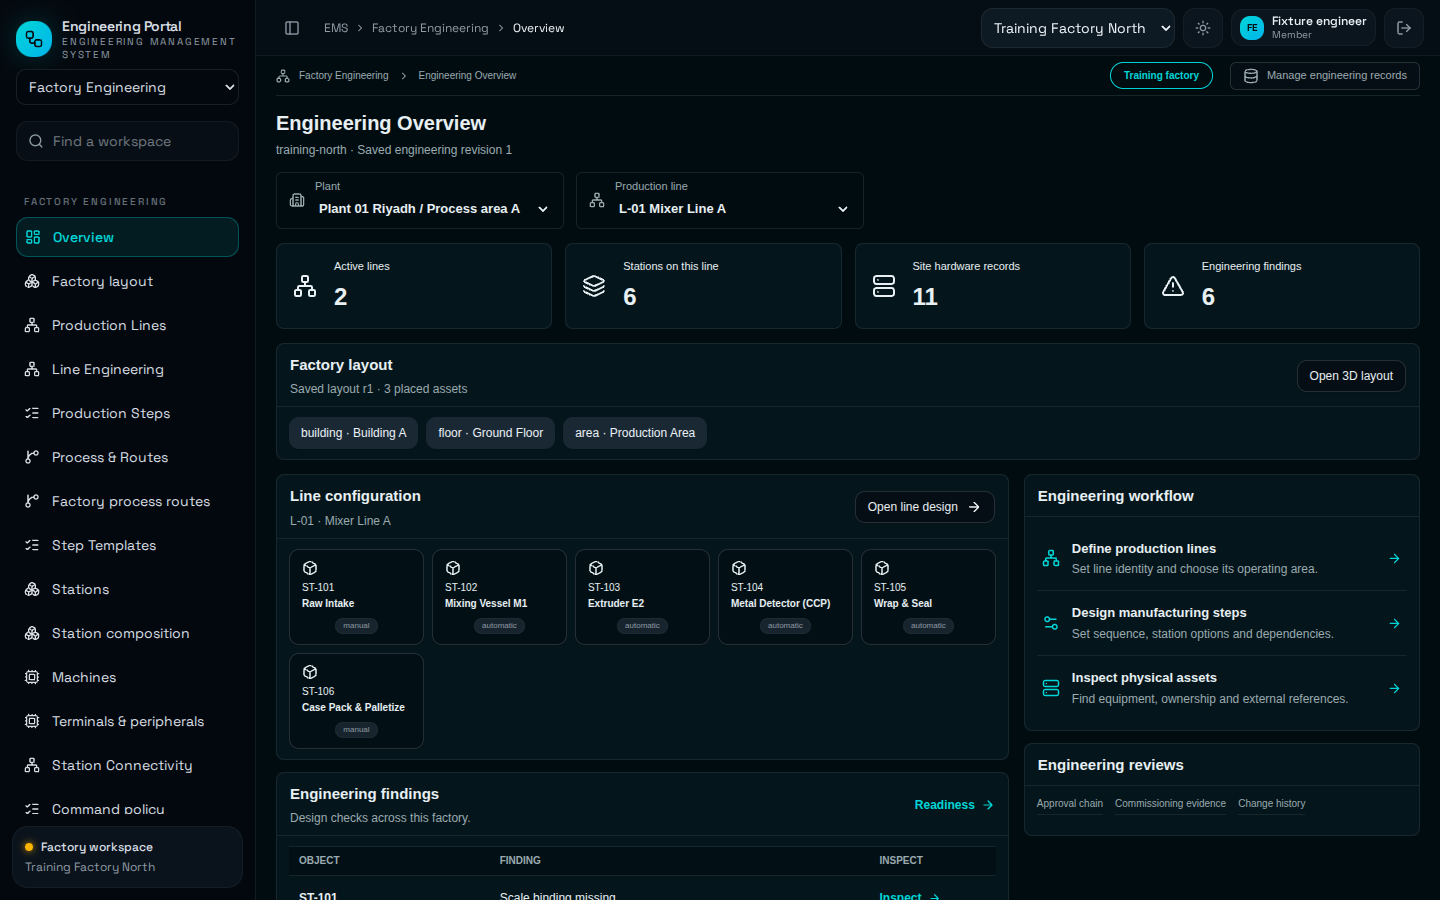 Engineering Portal
ENGINEERING MANAGEMENT
SYSTEM
Factory Engineering
Find a workspace
FACTORY ENGINEERING
Overview
Factory layout
Production Lines
Line Engineering
Production Steps
Process & Routes
Factory process routes
Step Templates
Stations
Station composition
Machines
Terminals & peripherals
Station Connectivity
Command policy
Factory workspace
Training Factory North
EMS > Factory Engineering > Overview
Training Factory North
FE
Fixture engineer
Member
Factory Engineering > Engineering Overview
Training factory
Manage engineering records
Engineering Overview
training-north · Saved engineering revision 1
Plant
Plant 01 Riyadh / Process area A
Production line
L-01 Mixer Line A
Active lines
2
Stations on this line
6
Site hardware records
11
Engineering findings
6
Factory layout
Saved layout r1 · 3 placed assets
Open 3D layout
building · Building A
floor · Ground Floor
area · Production Area
Line configuration
L-01 · Mixer Line A
Open line design
ST-101
Raw Intake
manual
ST-102
Mixing Vessel M1
automatic
ST-103
Extruder E2
automatic
ST-104
Metal Detector (CCP)
automatic
ST-105
Wrap & Seal
automatic
ST-106
Case Pack & Palletize
manual
Engineering findings
Design checks across this factory.
Readiness
OBJECT FINDING INSPECT
ST-101 Scale binding missing Inspect
Engineering workflow
Define production lines
Set line identity and choose its operating area.
Design manufacturing steps
Set sequence, station options and dependencies.
Inspect physical assets
Find equipment, ownership and external references.
Engineering reviews
Approval chain Commissioning evidence Change history